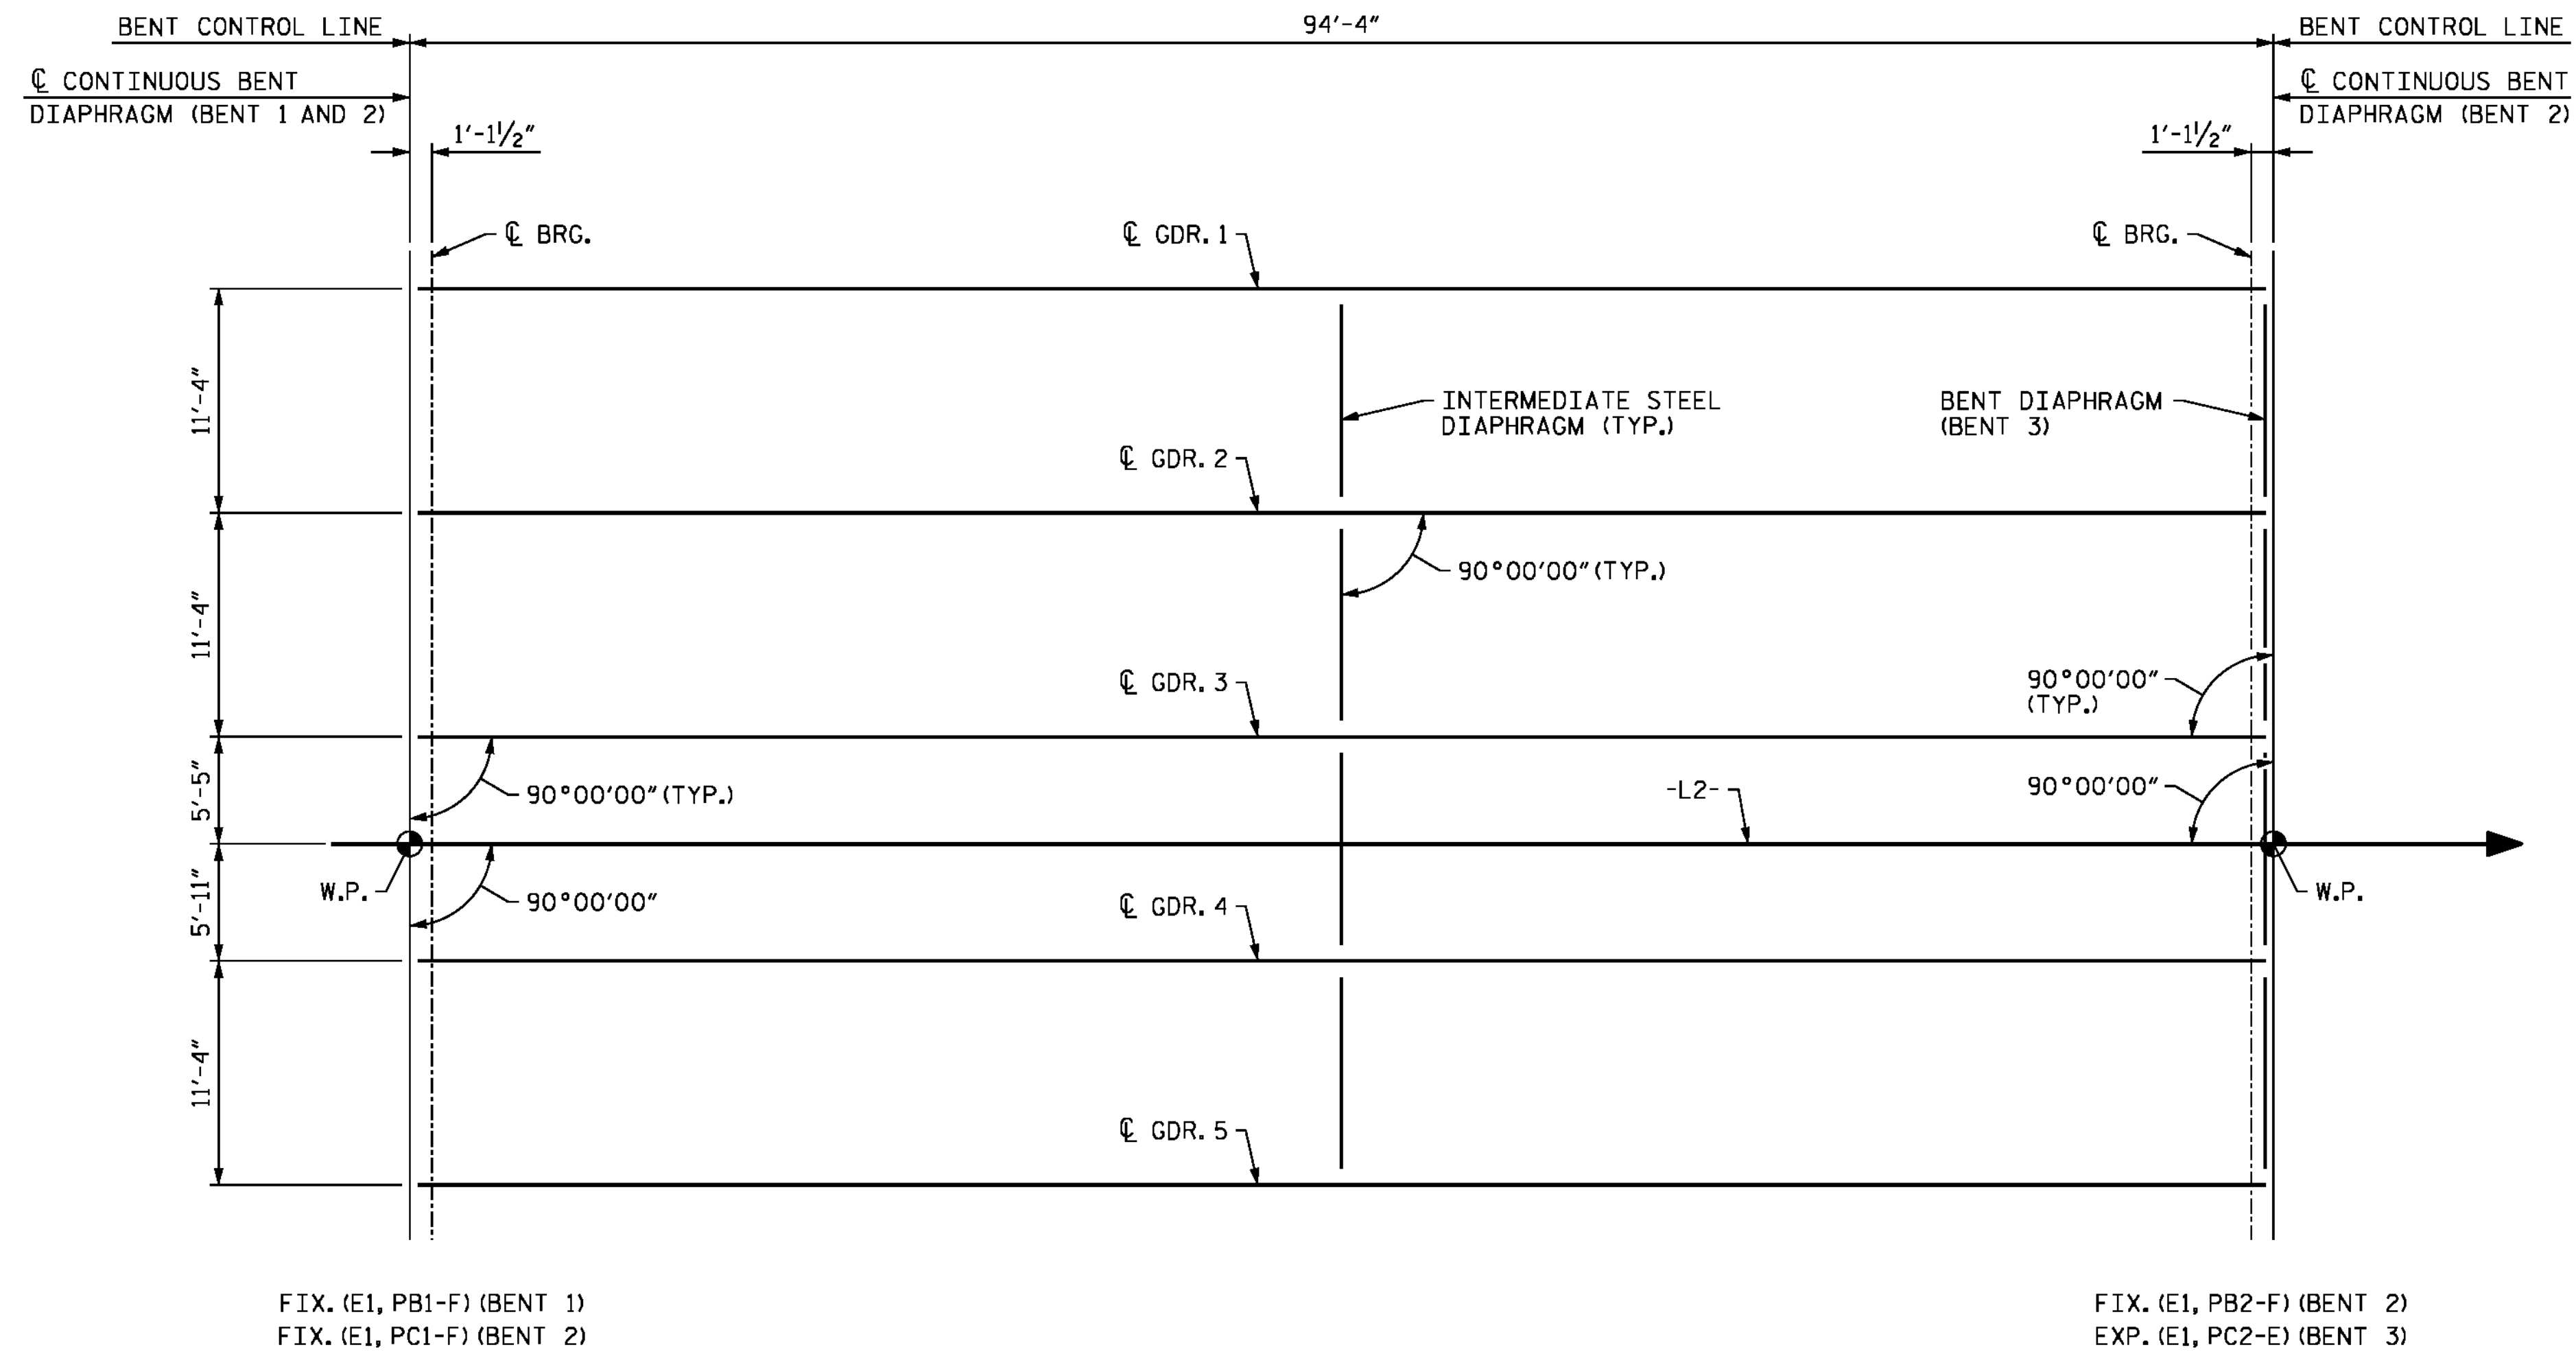 BENT CONTROL LINE
94'-4"
BENT CONTROL LINE
℄ CONTINUOUS BENT
DIAPHRAGM (BENT 1 AND 2)
℄ CONTINUOUS BENT
DIAPHRAGM (BENT 2)
1'-1½"
1'-1½"
℄ BRG.
℄ GDR. 1
℄ BRG.
11'-4"
INTERMEDIATE STEEL
DIAPHRAGM (TYP.)
BENT DIAPHRAGM
(BENT 3)
℄ GDR. 2
90°00'00" (TYP.)
11'-4"
℄ GDR. 3
90°00'00"
(TYP.)
5'-5"
90°00'00" (TYP.)
-L2-
90°00'00"
W.P.
5'-11"
90°00'00"
℄ GDR. 4
W.P.
11'-4"
℄ GDR. 5
FIX. (E1, PB1-F) (BENT 1)
FIX. (E1, PC1-F) (BENT 2)
FIX. (E1, PB2-F) (BENT 2)
EXP. (E1, PC2-E) (BENT 3)